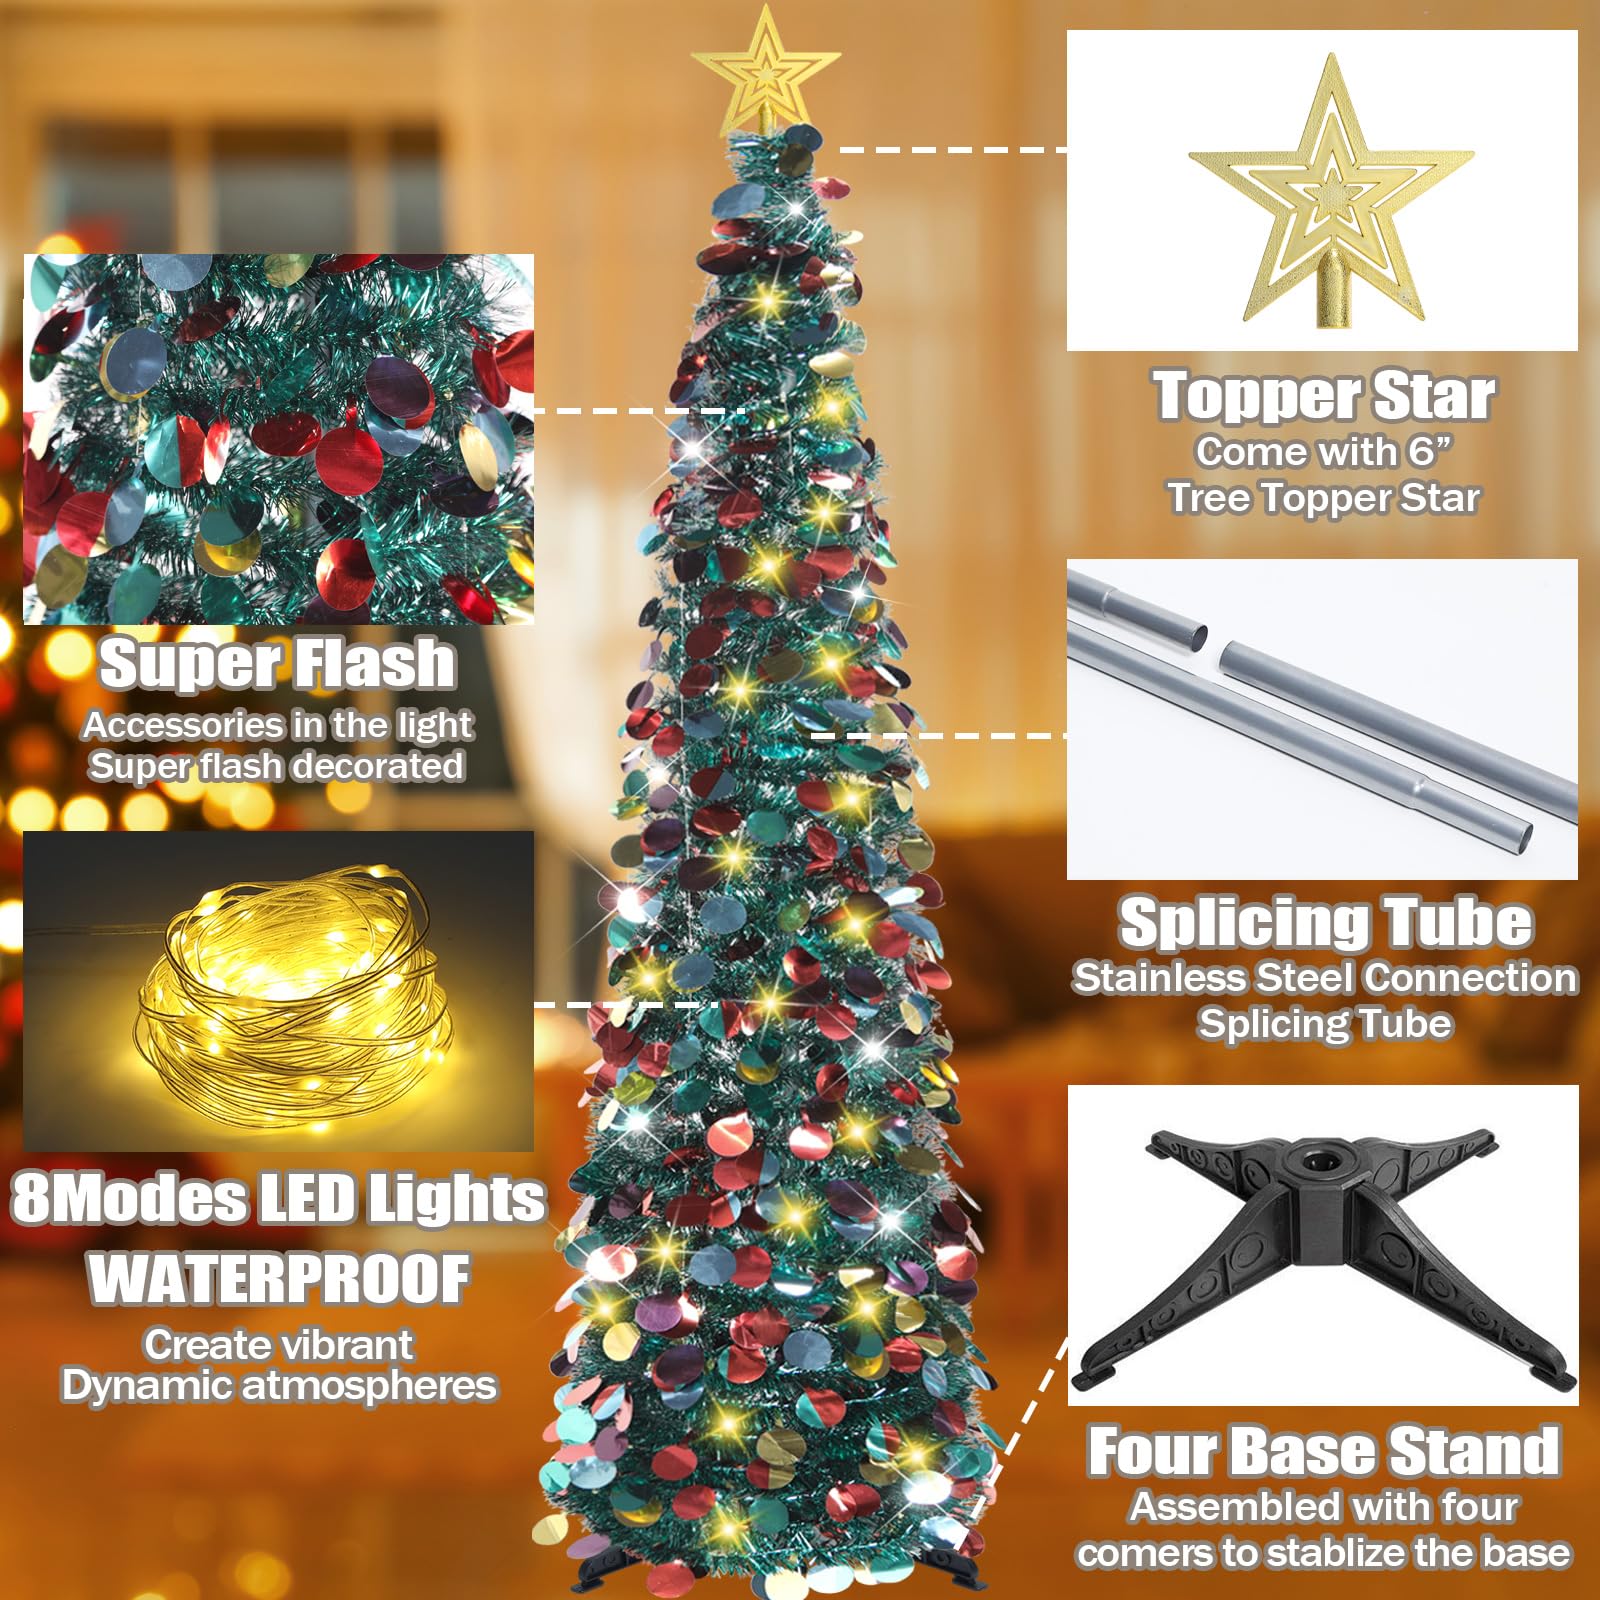 Topper Star
Come with 6”
Tree Topper Star
Super Flash
Accessories in the light
Super flash decorated
Splicing Tube
Stainless Steel Connection
Splicing Tube
8Modes LED Lights
WATERPROOF
Create vibrant
Dynamic atmospheres
Four Base Stand
Assembled with four
comers to stablize the base